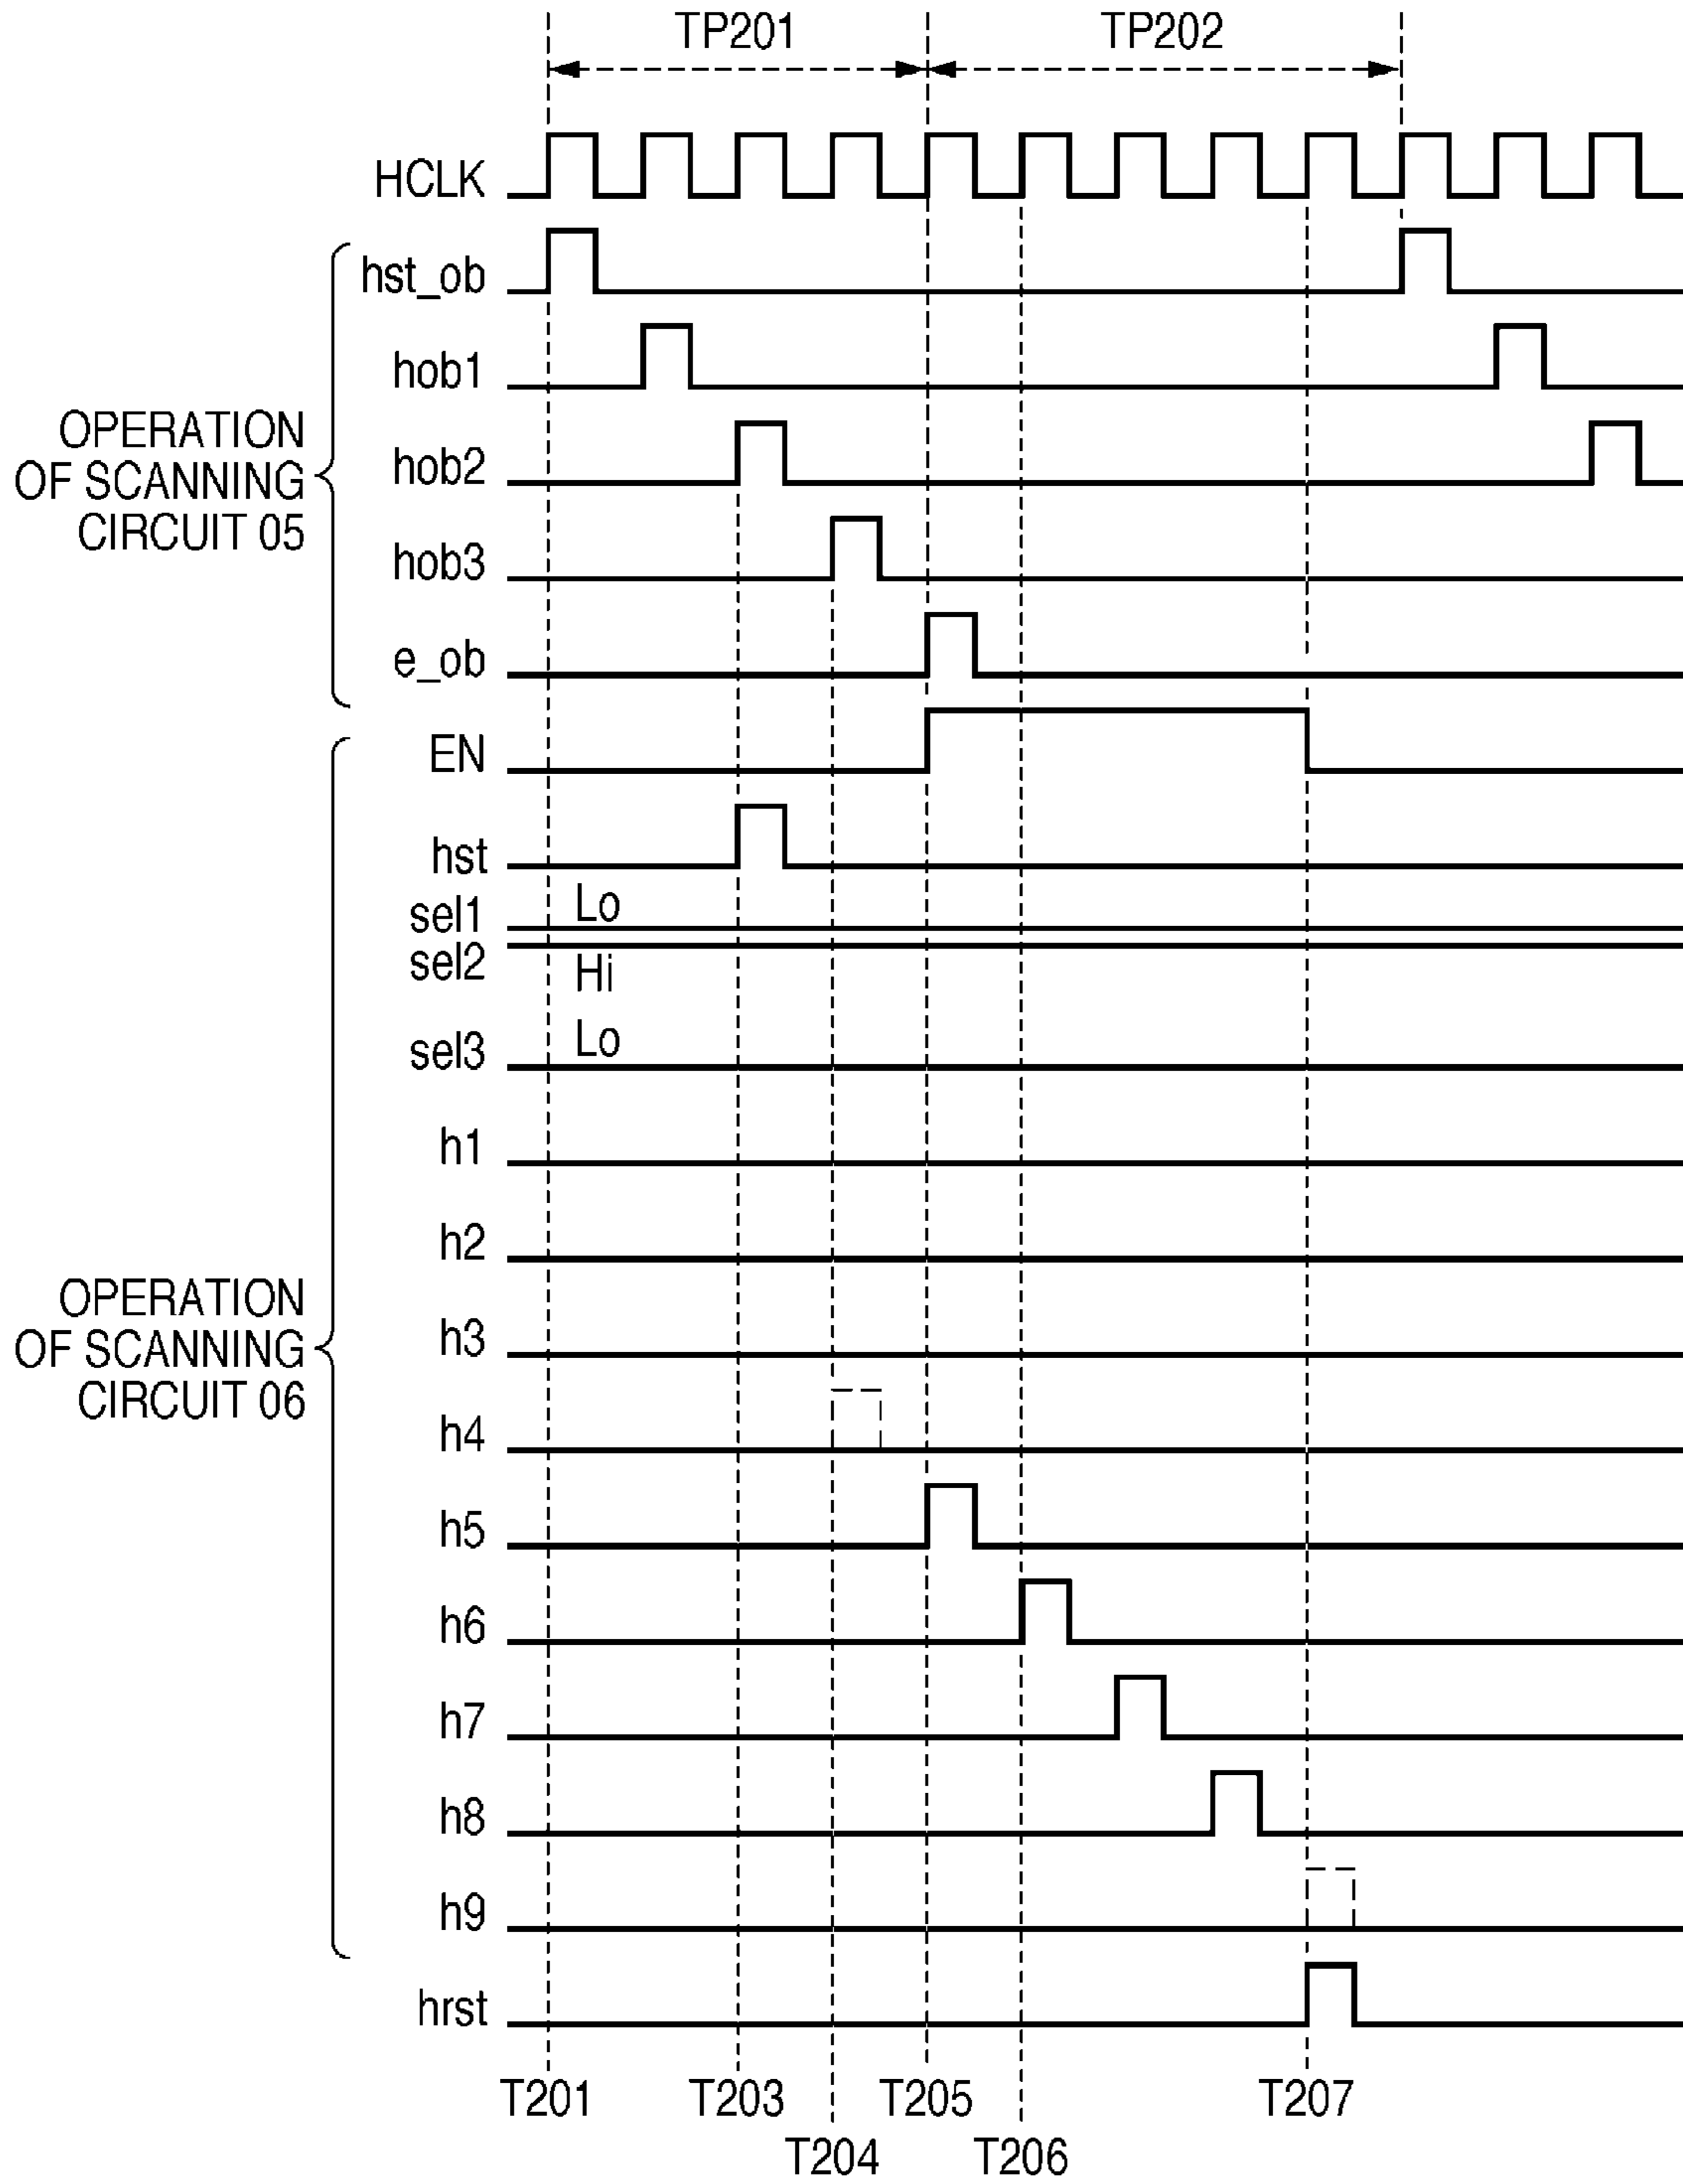 TP201
TP202
HCLK
hst_ob
hob1
hob2
hob3
e_ob
OPERATION
OF SCANNING
CIRCUIT 05
EN
hst
sel1
Lo
sel2
Hi
sel3
Lo
h1
h2
h3
h4
h5
h6
h7
h8
h9
OPERATION
OF SCANNING
CIRCUIT 06
hrst
T201
T203
T205
T207
T204
T206